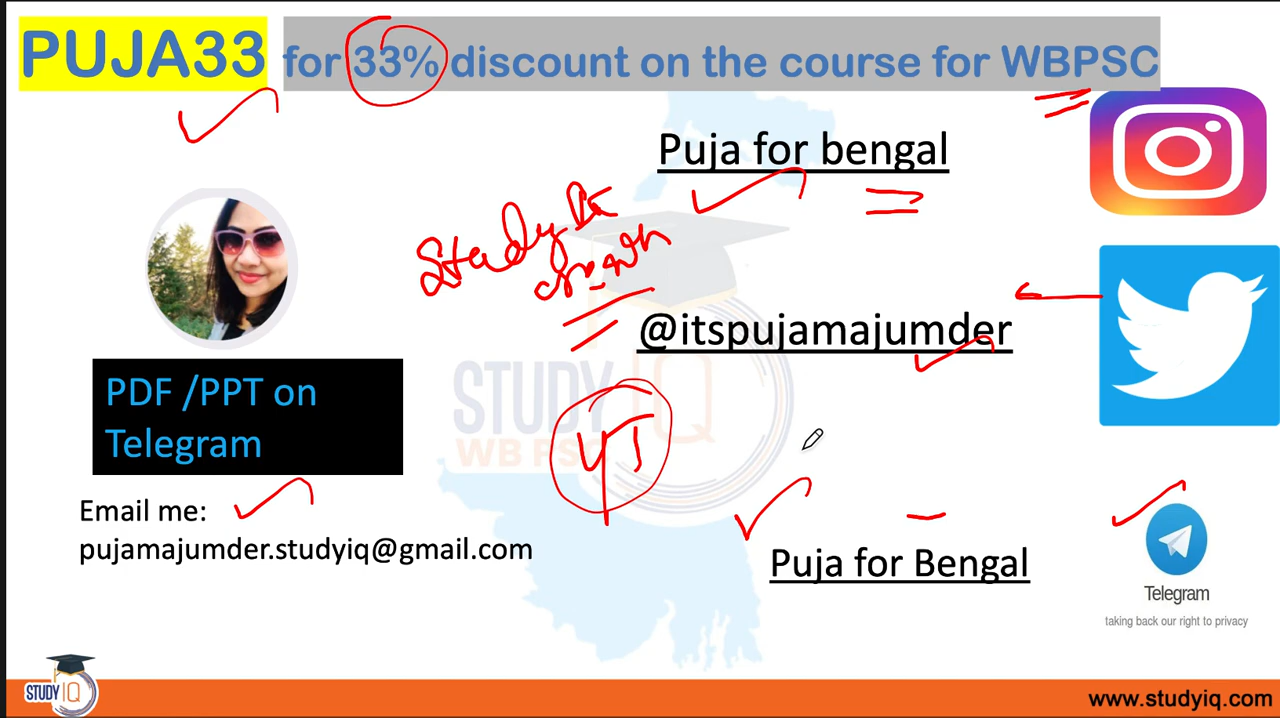 PUJA33 for 33% discount on the course for WBPSC
Puja for bengal
Study
@itspujamajumder
PDF /PPT on
Telegram
STUDY IQ
WB PSC
YT
Email me:
pujamajumder.studyiq@gmail.com
Puja for Bengal
Telegram
taking back our right to privacy
STUDY IQ
www.studyiq.com